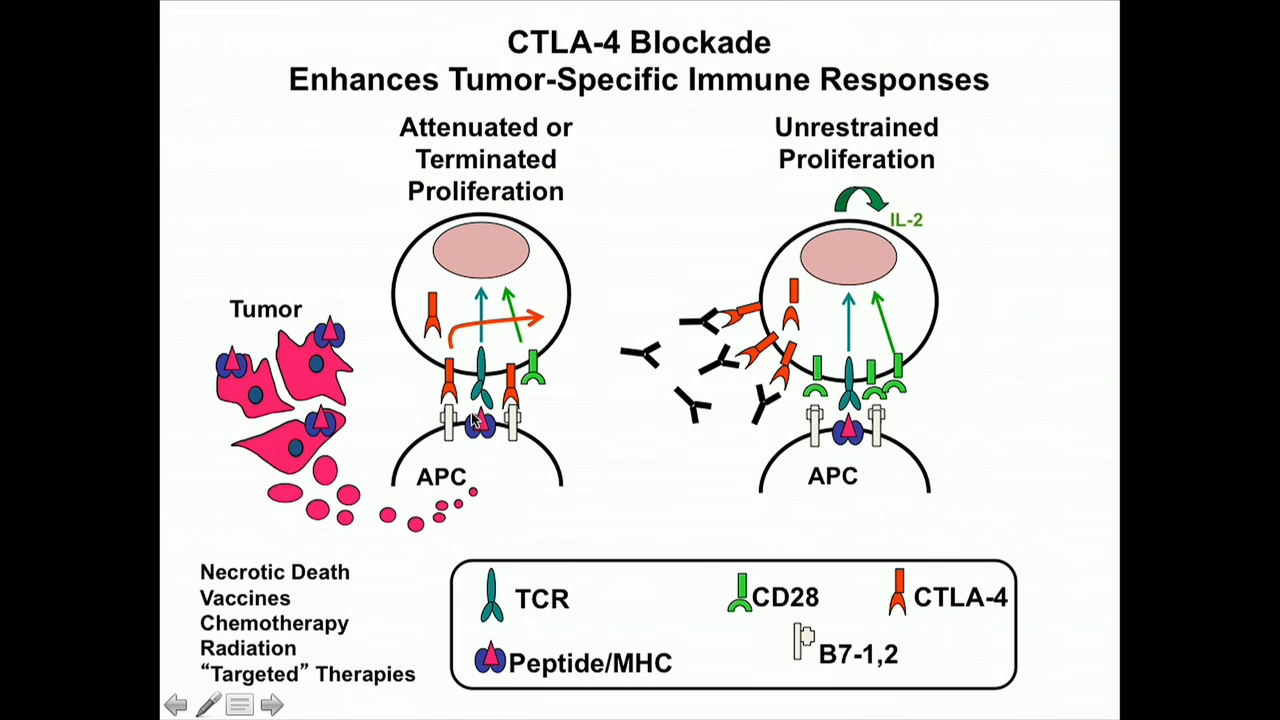 CTLA-4 Blockade
Enhances Tumor-Specific Immune Responses
Attenuated or
Terminated
Proliferation
Unrestrained
Proliferation
IL-2
Tumor
APC
APC
Necrotic Death
Vaccines
Chemotherapy
Radiation
“Targeted” Therapies
TCR
CD28
CTLA-4
Peptide/MHC
B7-1,2